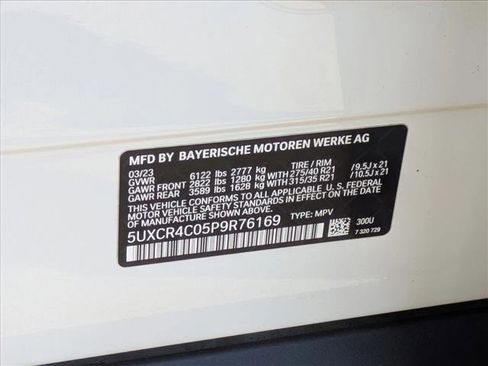 MFD BY BAYERISCHE MOTOREN WERKE AG
03/23 TIRE / RIM
GVWR 6122 lbs 2777 kg
GAWR FRONT 2822 lbs 1280 kg 275/40 R21 /9.5J x 21
GAWR REAR 3589 lbs 1628 kg 315/35 R21 /10.5J x 21
THIS VEHICLE CONFORMS TO ALL APPLICABLE U. S. FEDERAL
MOTOR VEHICLE SAFETY STANDARDS IN EFFECT ON THE DATE OF
MANUFACTURE SHOWN ABOVE.
5UXCR4C05P9R76169 TYPE: MPV
300U
7 320 729